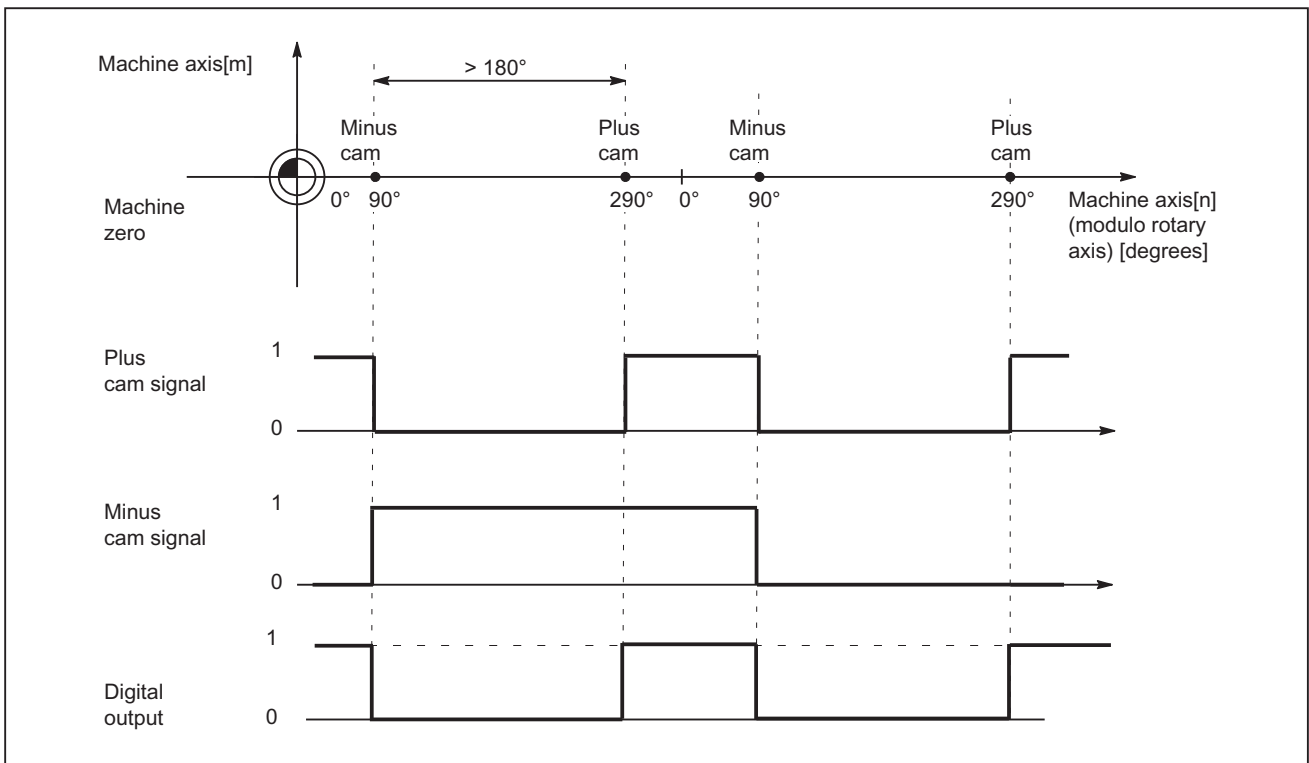 Machine axis[m]
> 180°
Minus
cam
Plus
cam
Minus
cam
Plus
cam
Machine
zero
0° 90°
290° 0°
90°
290°
Machine axis[n]
(modulo rotary
axis) [degrees]
Plus
cam signal
1
0
Minus
cam signal
1
0
Digital
output
1
0